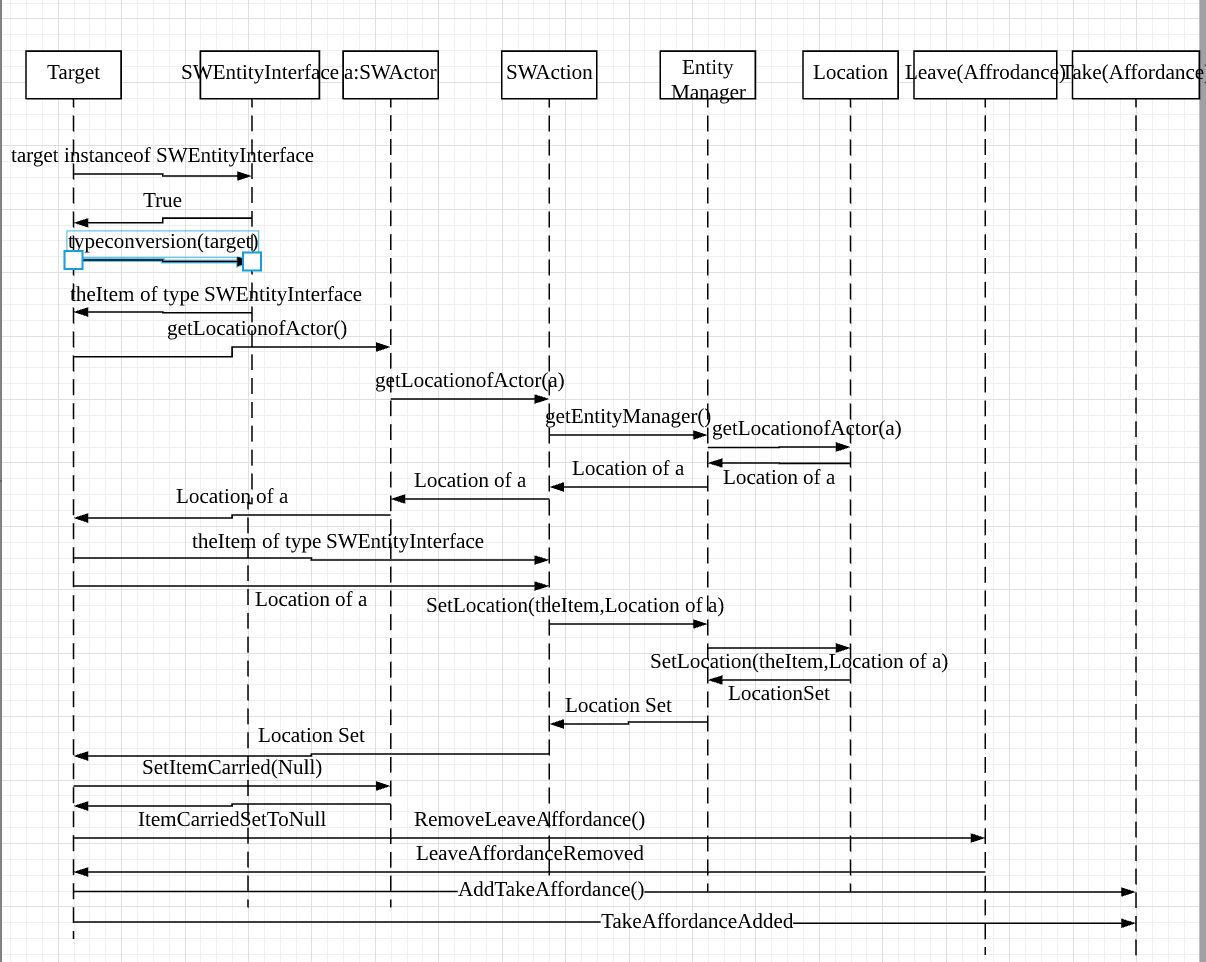 Target
SWEntityInterface
a:SWActor
SWAction
Entity
Manager
Location
Leave(Affrodance)
Take(Affordance)
target instanceof SWEntityInterface
True
typeconversion(target)
theItem of type SWEntityInterface
getLocationofActor()
getLocationofActor(a)
getEntityManager()
getLocationofActor(a)
Location of a
Location of a
Location of a
Location of a
theItem of type SWEntityInterface
Location of a
SetLocation(theItem,Location of a)
SetLocation(theItem,Location of a)
LocationSet
Location Set
Location Set
SetItemCarried(Null)
ItemCarriedSetToNull
RemoveLeaveAffordance()
LeaveAffordanceRemoved
AddTakeAffordance()
TakeAffordanceAdded